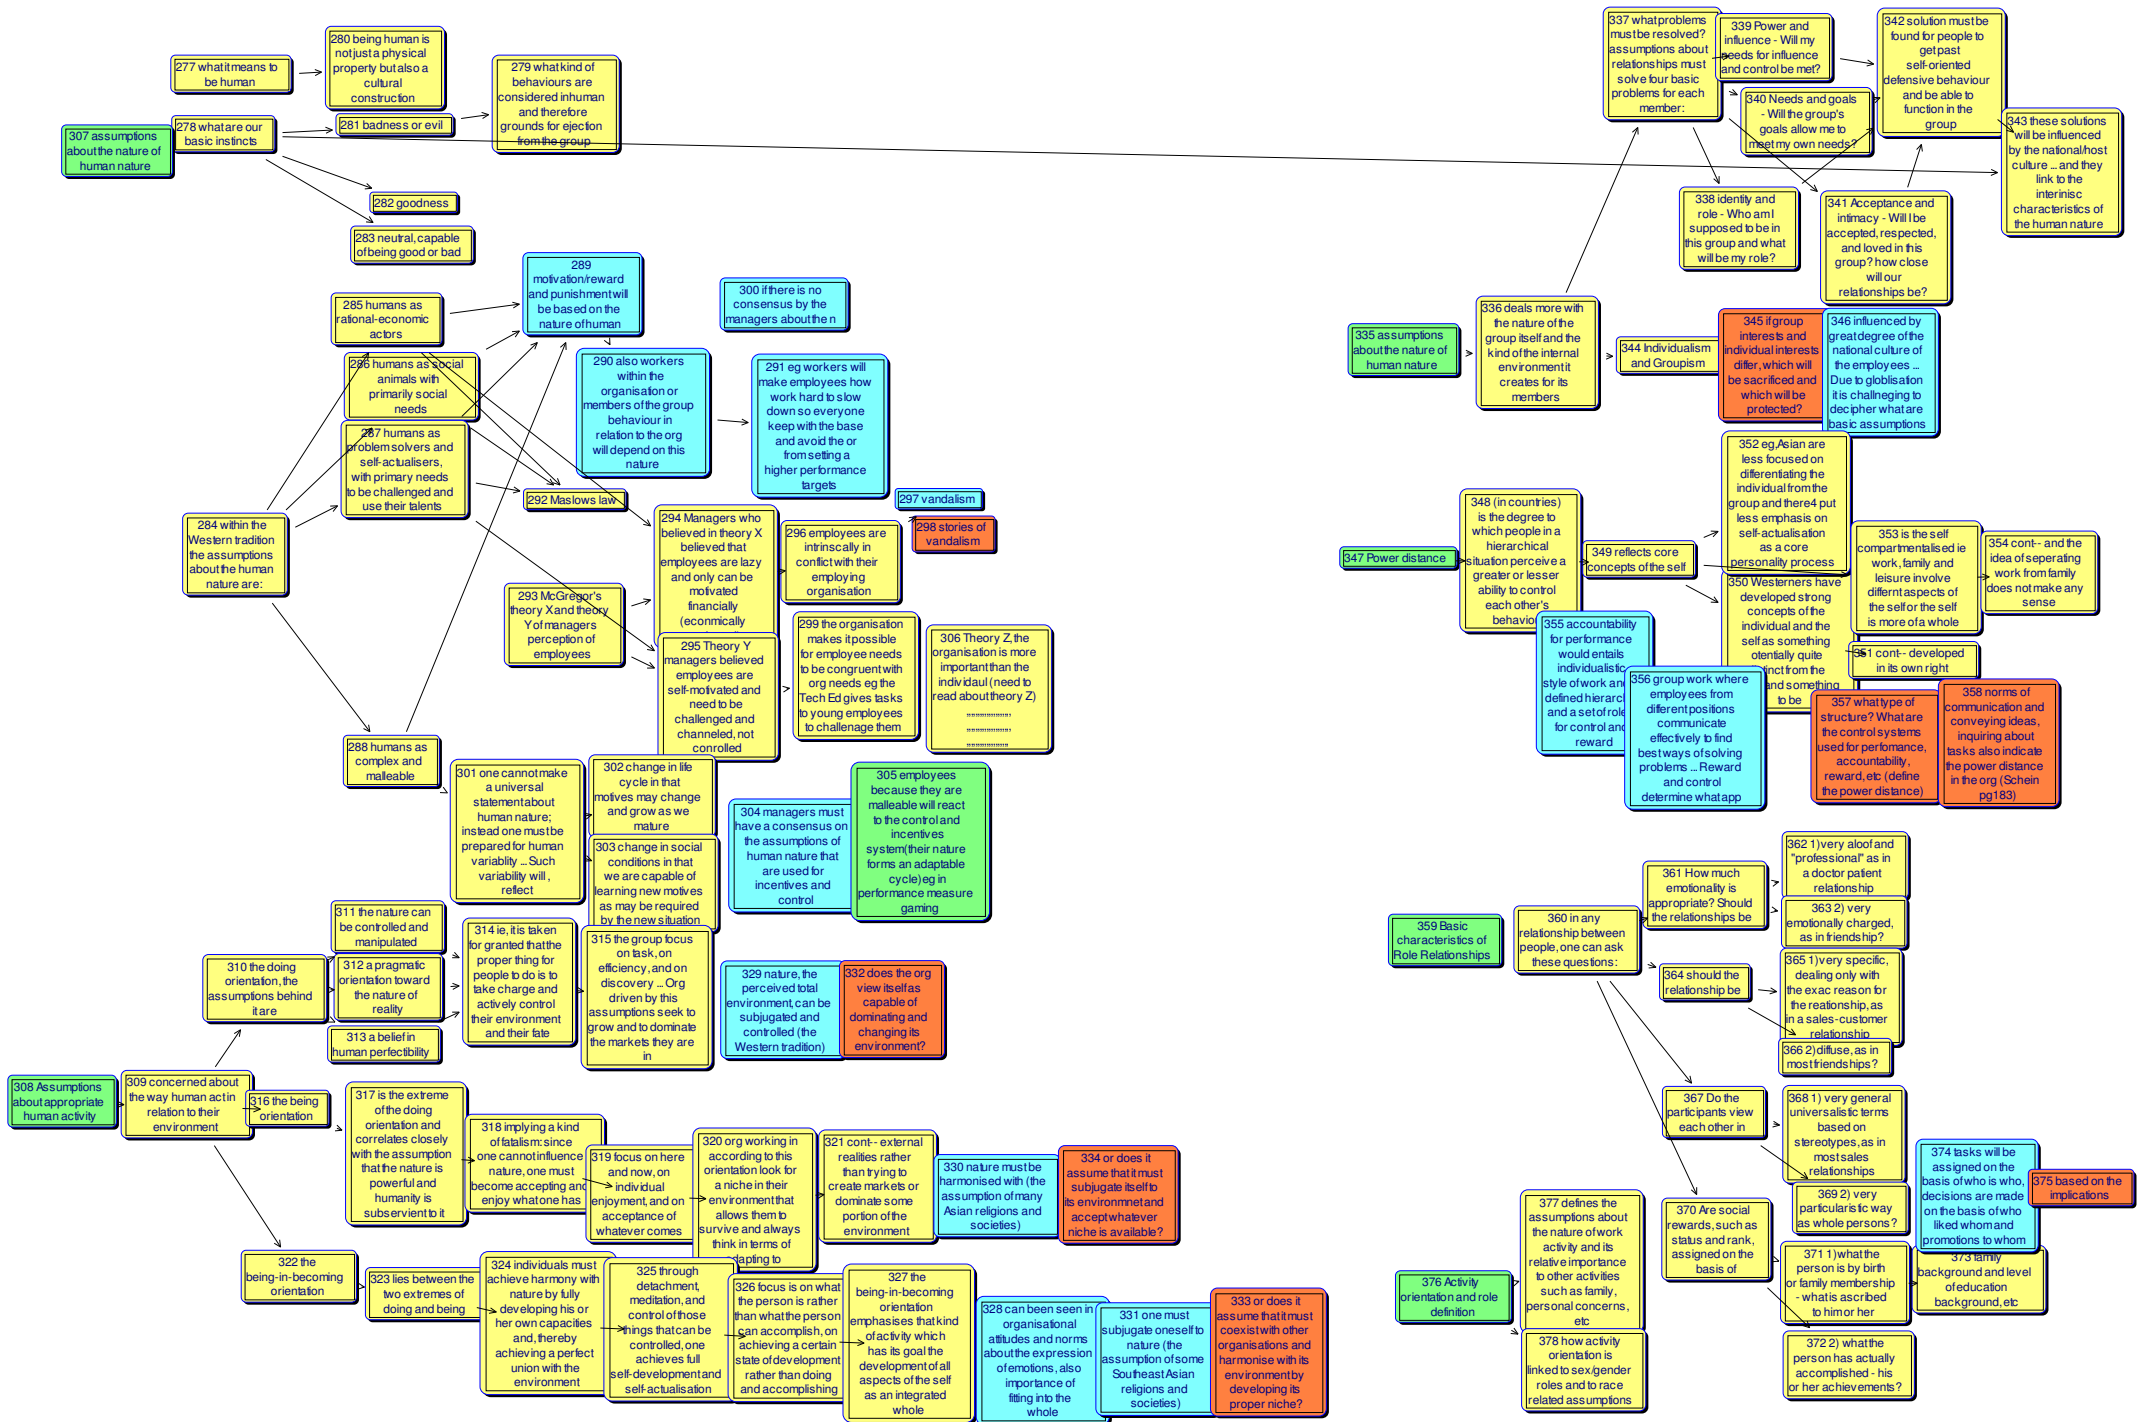 277 what it means to
be human
280 being human is
not just a physical
property but also a
cultural
construction
279 what kind of
behaviours are
considered inhuman
and therefore
grounds for ejection
from the group
278 what are our
basic instincts
281 badness or evil
307 assumptions
about the nature of
human nature
282 goodness
283 neutral, capable
of being good or bad
289
motivation/reward
and punishment will
be based on the
nature of human
285 humans as
rational-economic
actors
300 if there is no
consensus by the
managers about the n
286 humans as social
animals with
primarily social
needs
290 also workers
within the
organisation or
members of the group
behaviour in
relation to the org
will depend on this
nature
291 eg workers will
make employees how
work hard to slow
down so everyone
keep with the base
and avoid the or
from setting a
higher performance
targets
287 humans as
problem solvers and
self-actualisers,
with primary needs
to be challenged and
use their talents
292 Maslows law
297 vandalism
298 stories of
vandalism
284 within the
Western tradition
the assumptions
about the human
nature are:
294 Managers who
believed in theory X
believed that
employees are lazy
and only can be
motivated
financially
(econmically
296 employees are
intrinscally in
conflict with their
employing
organisation
293 McGregor's
theory X and theory
Y of managers
perception of
employees
295 Theory Y
managers believed
employees are
self-motivated and
need to be
challenged and
channeled, not
conrolled
299 the organisation
makes it possible
for employee needs
to be congruent with
org needs eg the
Tech Ed gives tasks
to young employees
to challenage them
306 Theory Z, the
organisation is more
important than the
individaul (need to
read about theory Z)
288 humans as
complex and
malleable
301 one cannot make
a universal
statement about
human nature;
instead one must be
prepared for human
variablity ... Such
variability will ,
reflect
302 change in life
cycle in that
motives may change
and grow as we
mature
303 change in social
conditions in that
we are capable of
learning new motives
as may be required
by the new situation
304 managers must
have a consensus on
the assumptions of
human nature that
are used for
incentives and
control
305 employees
because they are
malleable will react
to the control and
incentives
system(their nature
forms an adaptable
cycle) eg in
performance measure
gaming
311 the nature can
be controlled and
manipulated
310 the doing
orientation, the
assumptions behind
it are
312 a pragmatic
orientation toward
the nature of
reality
313 a belief in
human perfectibility
314 ie, it is taken
for granted that the
proper thing for
people to do is to
take charge and
actively control
their environment
and their fate
315 the group focus
on task, on
efficiency, and on
discovery ... Org
driven by this
assumptions seek to
grow and to dominate
the markets they are
in
329 nature, the
perceived total
environment, can be
subjugated and
controlled (the
Western tradition)
332 does the org
view itself as
capable of
dominating and
changing its
environment?
308 Assumptions
about appropriate
human activity
309 concerned about
the way human act in
relation to their
environment
316 the being
orientation
317 is the extreme
of the doing
orientation and
correlates closely
with the assumption
that the nature is
powerful and
humanity is
subservient to it
318 implying a kind
of fatalism: since
one cannot influence
nature, one must
become accepting and
enjoy what one has
319 focus on here
and now, on
individual
enjoyment, and on
acceptance of
whatever comes
320 org working in
according to this
orientation look for
a niche in their
environment that
allows them to
survive and always
think in terms of
adapting to
321 cont-- external
realities rather
than trying to
create markets or
dominate some
portion of the
environment
330 nature must be
harmonised with (the
assumption of many
Asian religions and
societies)
334 or does it
assume that it must
subjugate itself to
its environmnet and
accept whatever
niche is available?
322 the
being-in-becoming
orientation
323 lies between the
two extremes of
doing and being
324 individuals must
achieve harmony with
nature by fully
developing his or
her own capacities
and, thereby
achieving a perfect
union with the
environment
325 through
detachment,
meditation, and
control of those
things that can be
controlled, one
achieves full
self-development and
self-actualisation
326 focus is on what
the person is rather
than what the person
can accomplish, on
achieving a certain
state of development
rather than doing
and accomplishing
327 the
being-in-becoming
orientation
emphasises that kind
of activity which
has its goal the
development of all
aspects of the self
as an integrated
whole
328 can been seen in
organisational
attitudes and norms
about the expression
of emotions, also
importance of
fitting into the
whole
331 one must
subjugate oneself to
nature (the
assumption of some
Southeast Asian
religions and
societies)
333 or does it
assume that it must
coexist with other
organisations and
harmonise with its
environment by
developing its
proper niche?
337 what problems
must be resolved?
assumptions about
relationships must
solve four basic
problems for each
member:
339 Power and
influence - Will my
needs for influence
and control be met?
340 Needs and goals
- Will the group's
goals allow me to
meet my own needs?
342 solution must be
found for people to
get past
self-oriented
defensive behaviour
and be able to
function in the
group
343 these solutions
will be influenced
by the national/host
culture ... and they
link to the
interinisc
characteristics of
the human nature
338 identity and
role - Who am I
supposed to be in
this group and what
will be my role?
341 Acceptance and
intimacy - Will I be
accepted, respected,
and loved in this
group? how close
will our
relationships be?
335 assumptions
about the nature of
human nature
336 deals more with
the nature of the
group itself and the
kind of the internal
environment it
creates for its
members
344 Individualism
and Groupism
345 if group
interests and
individual interests
differ, which will
be sacrificed and
which will be
protected?
346 influenced by
great degree of the
national culture of
the employees ...
Due to globlisation
it is challneging to
decipher what are
basic assumptions
347 Power distance
348 (in countries)
is the degree to
which people in a
hierarchical
situation perceive a
greater or lesser
ability to control
each other's
behavio
349 reflects core
concepts of the self
352 eg, Asian are
less focused on
differentiating the
individual from the
group and there4 put
less emphasis on
self-actualisation
as a core
personality process
350 Westerners have
developed strong
concepts of the
individual and the
self as something
otentially quite
tinct from the
and something
to be
353 is the self
compartmentalised ie
work, family and
leisure involve
differnt aspects of
the self or the self
is more of a whole
354 cont-- and the
idea of seperating
work from family
does not make any
sense
351 cont-- developed
in its own right
355 accountability
for performance
would entails
individualistic
style of work and
defined hierarch
and a set of role
for control and
reward
356 group work where
employees from
different positions
communicate
effectively to find
best ways of solving
problems ... Reward
and control
determine what app
357 what type of
structure? What are
the control systems
used for perfomance,
accountability,
reward, etc (define
the power distance)
358 norms of
communication and
conveying ideas,
inquiring about
tasks also indicate
the power distance
in the org (Schein
pg183)
359 Basic
characteristics of
Role Relationships
360 in any
relationship between
people, one can ask
these questions:
361 How much
emotionality is
appropriate? Should
the relationships be
362 1) very aloof and
"professional" as in
a doctor patient
relationship
363 2) very
emotionally charged,
as in friendship?
364 should the
relationship be
365 1) very specific,
dealing only with
the exac reason for
the reationship, as
in a sales-customer
relationship
366 2) diffuse, as in
most friendships?
367 Do the
participants view
each other in
368 1) very general
universalistic terms
based on
stereotypes, as in
most sales
relationships
369 2) very
particularistic way
as whole persons?
370 Are social
rewards, such as
status and rank,
assigned on the
basis of
371 1) what the
person is by birth
or family membership
- what is ascribed
to him or her
372 2) what the
person has actually
accomplished - his
or her achievements?
373 family
background and level
of education
background, etc
374 tasks will be
assigned on the
basis of who is who,
decisions are made
on the basis of who
liked whom and
promotions to whom
375 based on the
implications
376 Activity
orientation and role
definition
377 defines the
assumptions about
the nature of work
activity and its
relative importance
to other activities
such as family,
personal concerns,
etc
378 how activity
orientation is
linked to sex/gender
roles and to race
related assumptions